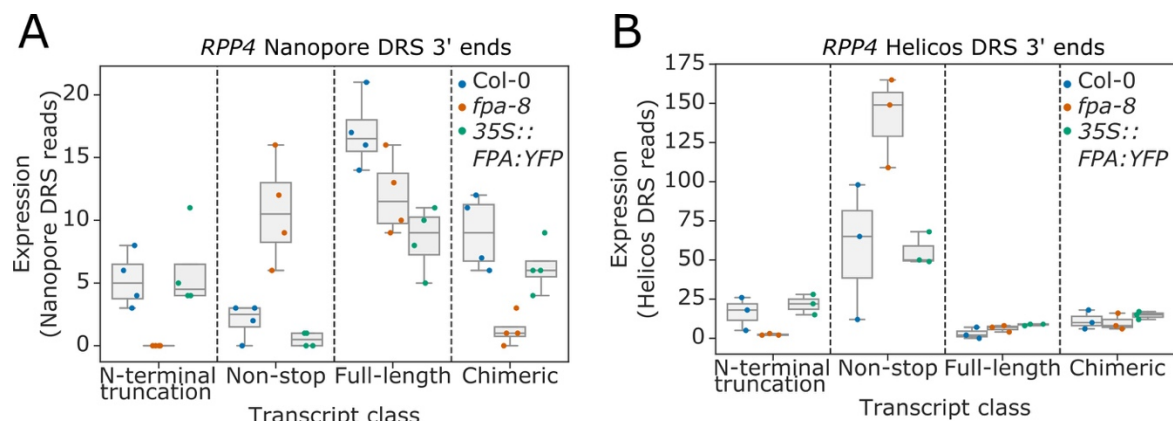 A
RPP4 Nanopore DRS 3' ends
Expression
(Nanopore DRS reads)
20
15
10
5
0
Col-0
fpa-8
35S::
FPA:YFP
N-terminal
truncation
Non-stop
Full-length
Chimeric
Transcript class
B
RPP4 Helicos DRS 3' ends
Expression
(Helicos DRS reads)
175
150
125
100
75
50
25
0
Col-0
fpa-8
35S::
FPA:YFP
N-terminal
truncation
Non-stop
Full-length
Chimeric
Transcript class